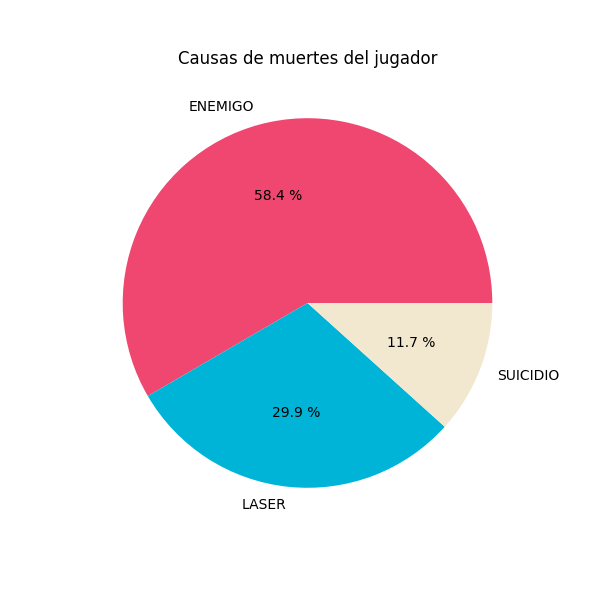 Causas de muertes del jugador
ENEMIGO
58.4 %
11.7 %
SUICIDIO
29.9 %
LASER